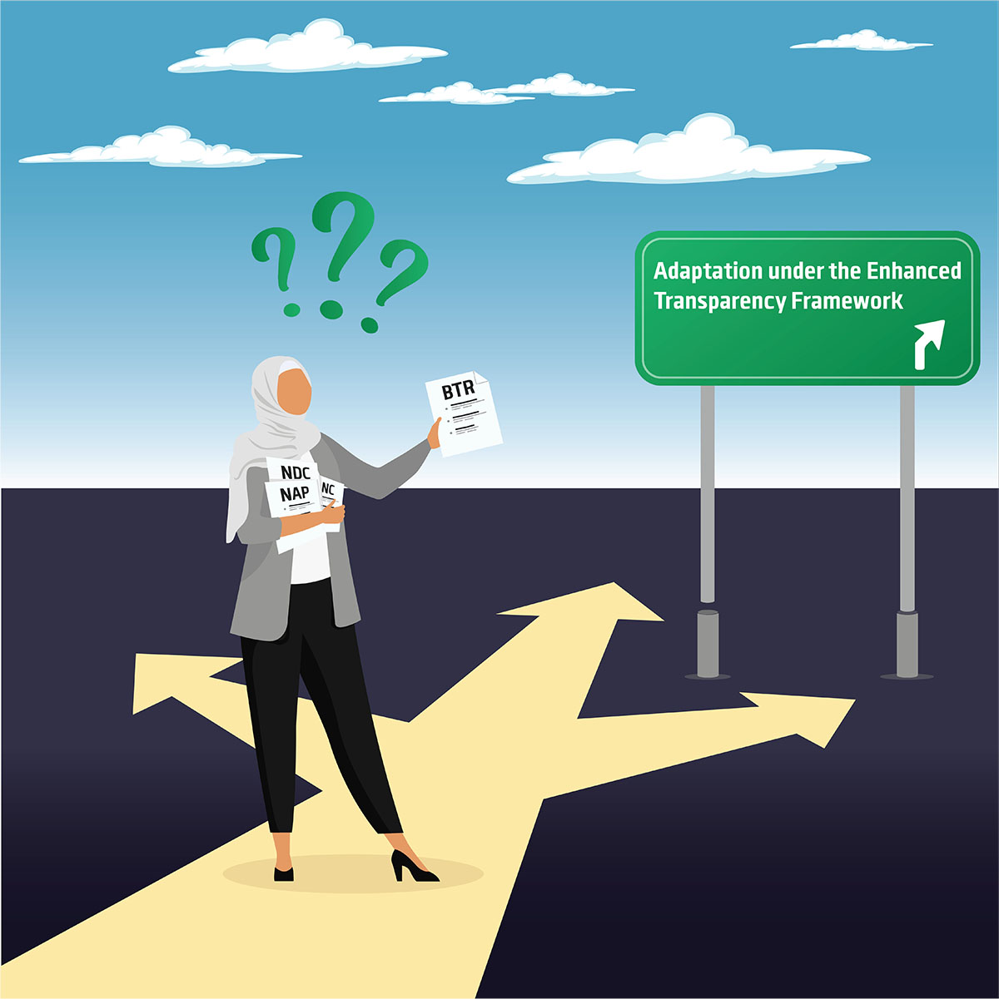 ???
Adaptation under the Enhanced
Transparency Framework
BTR
NDC
NAP
NC